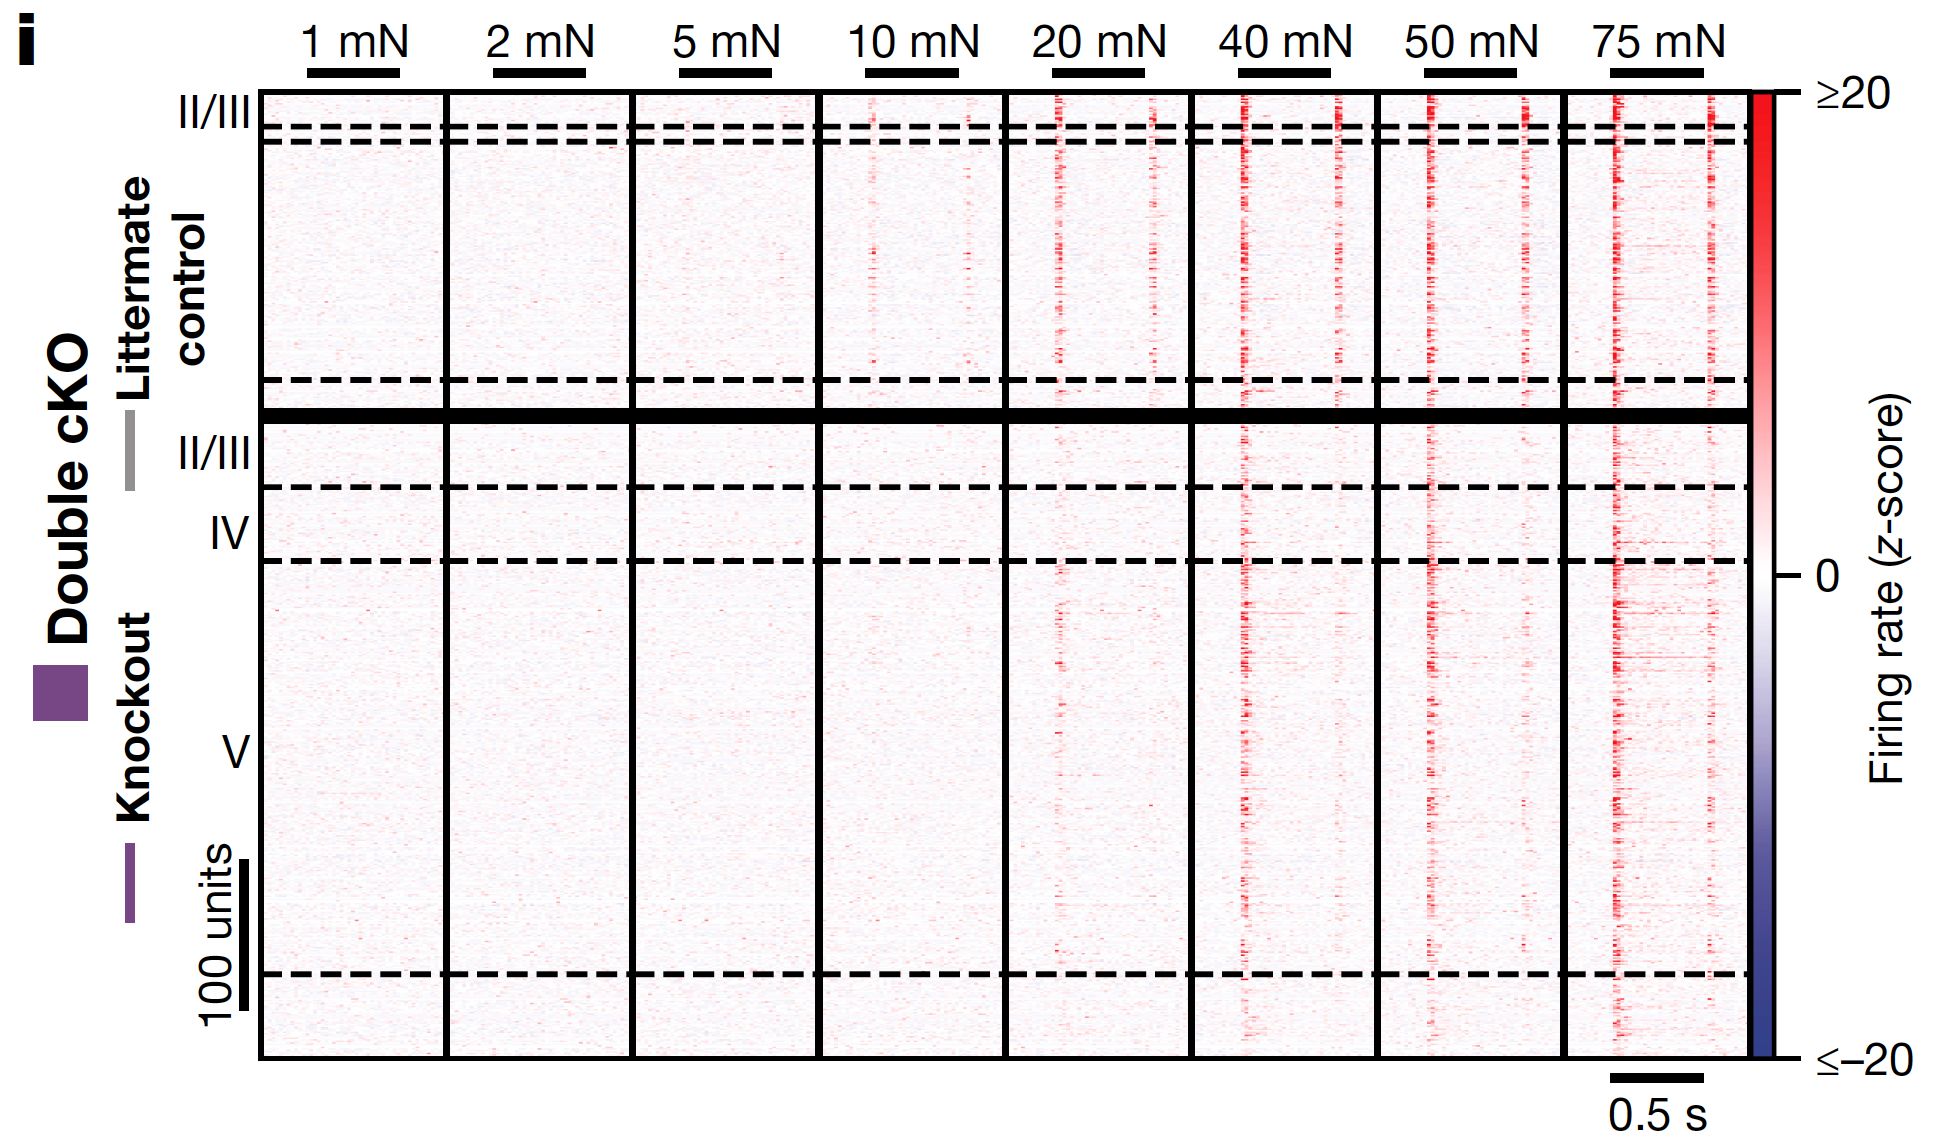 i
1 mN 2 mN 5 mN 10 mN 20 mN 40 mN 50 mN 75 mN
Double cKO
Littermate
control
Knockout
II/III
II/III
IV
V
100 units
≥20
0
≤–20
Firing rate (z-score)
0.5 s